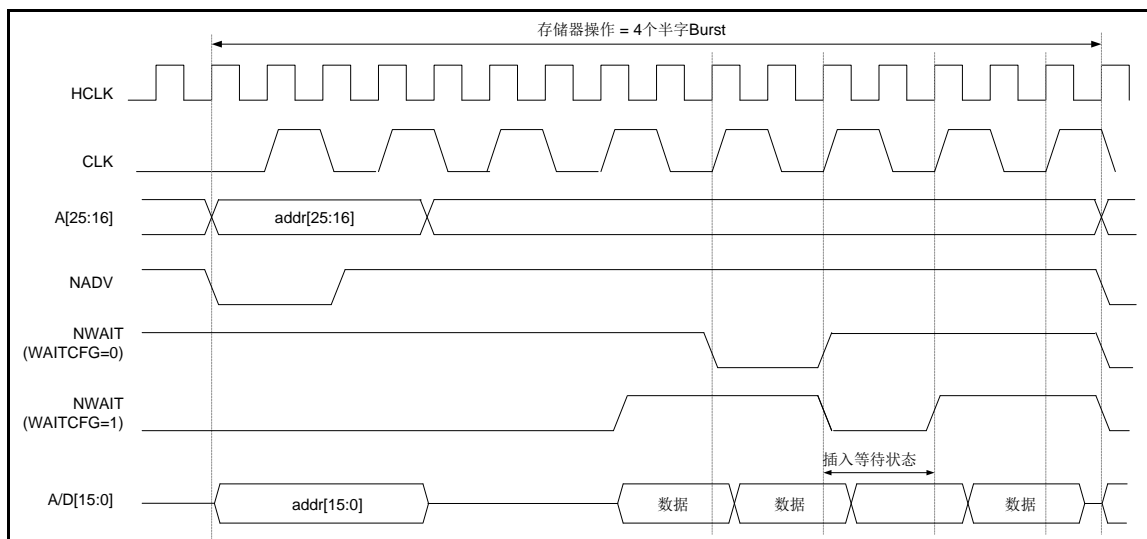 存储器操作 = 4个半字Burst
HCLK
CLK
A[25:16]
addr[25:16]
NADV
NWAIT
(WAITCFG=0)
NWAIT
(WAITCFG=1)
插入等待状态
A/D[15:0]
addr[15:0]
数据
数据
数据